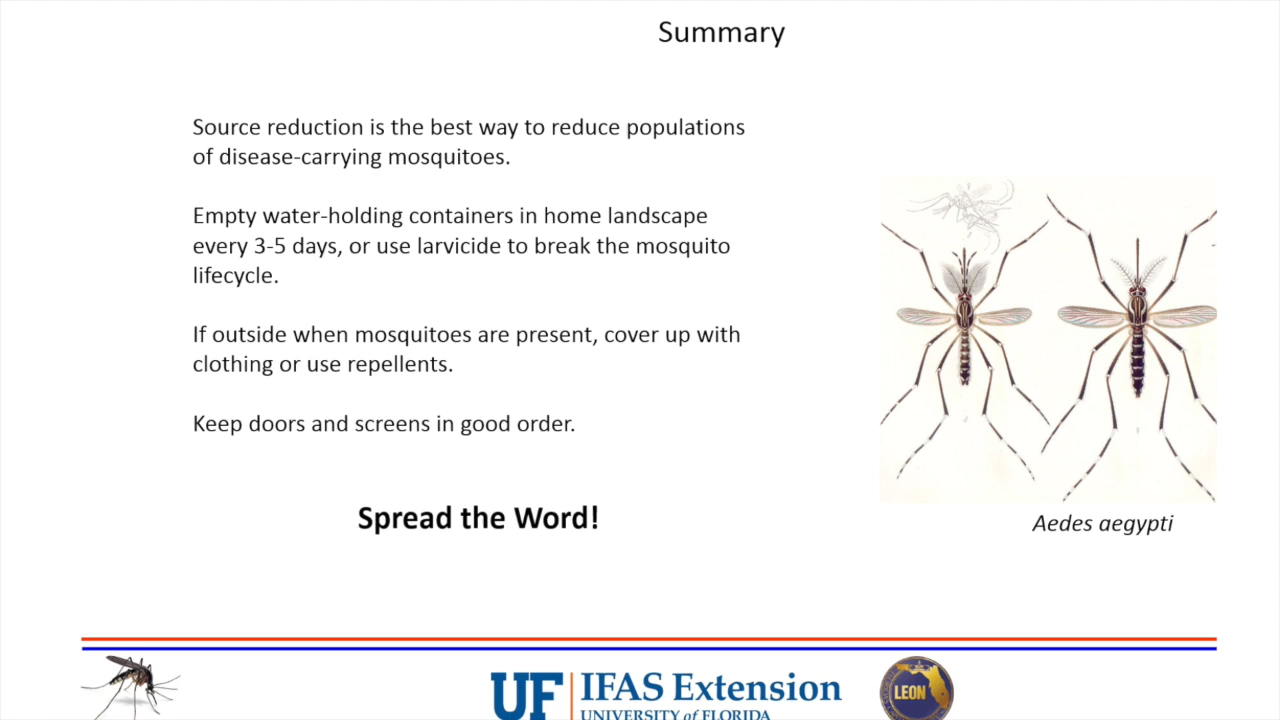 Summary
Source reduction is the best way to reduce populations
of disease-carrying mosquitoes.
Empty water-holding containers in home landscape
every 3-5 days, or use larvicide to break the mosquito
lifecycle.
If outside when mosquitoes are present, cover up with
clothing or use repellents.
Keep doors and screens in good order.
Spread the Word!
Aedes aegypti
UF IFAS Extension
UNIVERSITY of FLORIDA
LEON